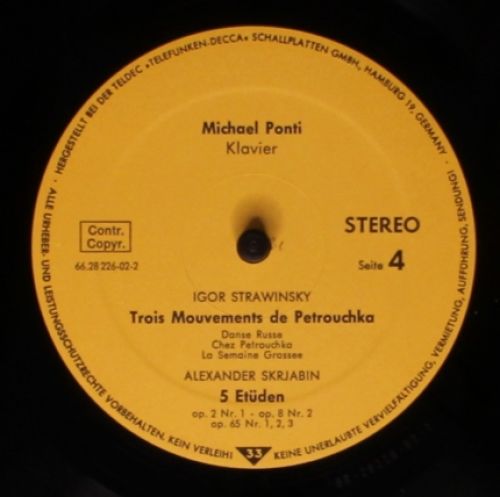 HERGESTELLT BEI DER TELDEC »TELEFUNKEN-DECCA« SCHALLPLATTEN GMBH, HAMBURG 19, GERMANY ·
ALLE URHEBER- UND LEISTUNGSSCHUTZRECHTE VORBEHALTEN. KEIN VERLEIH! KEINE UNERLAUBTE VERVIELFÄLTIGUNG, VERMIETUNG, AUFFÜHRUNG, SENDUNG!
Michael Ponti
Klavier
Contr.
Copyr.
66.28 226-02-2
STEREO
Seite 4
IGOR STRAWINSKY
Trois Mouvements de Petrouchka
Danse Russe
Chez Petrouchka
La Semaine Grassee
ALEXANDER SKRJABIN
5 Etüden
op. 2 Nr. 1 - op. 8 Nr. 2
op. 65 Nr. 1, 2, 3
33